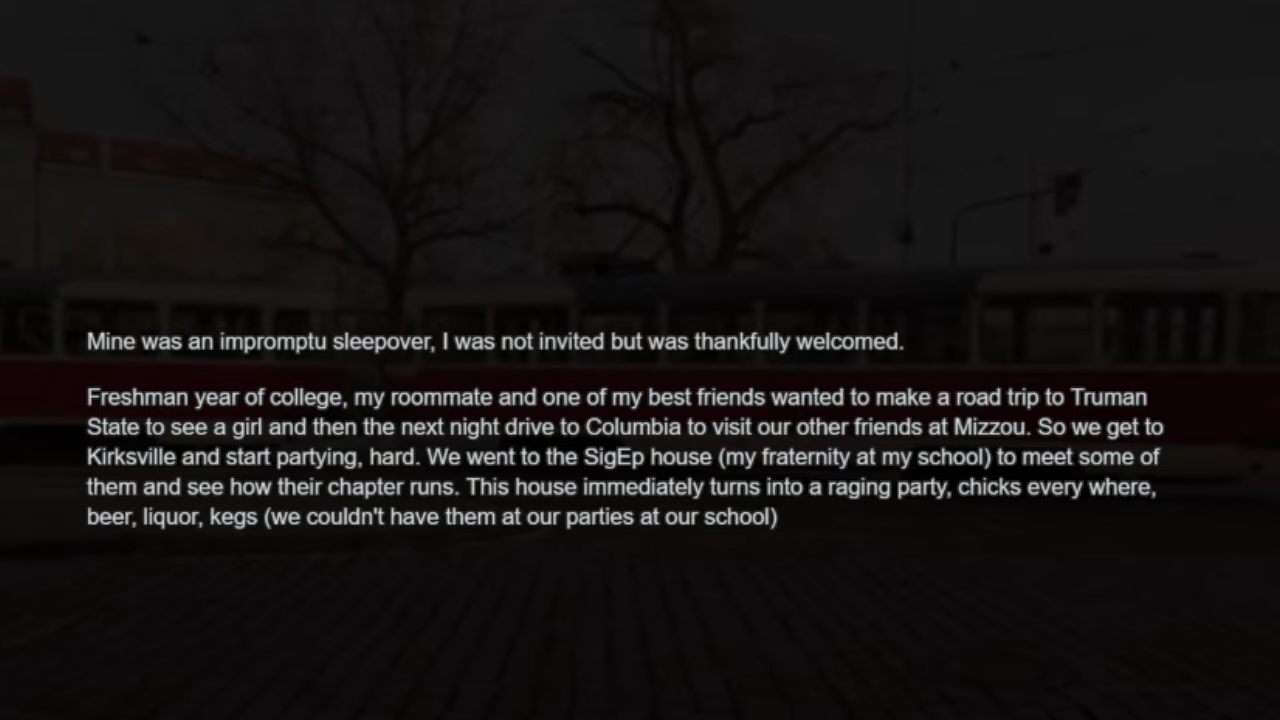 Mine was an impromptu sleepover, I was not invited but was thankfully welcomed.
Freshman year of college, my roommate and one of my best friends wanted to make a road trip to Truman
State to see a girl and then the next night drive to Columbia to visit our other friends at Mizzou. So we get to
Kirksville and start partying, hard. We went to the SigEp house (my fraternity at my school) to meet some of
them and see how their chapter runs. This house immediately turns into a raging party, chicks every where,
beer, liquor, kegs (we couldn't have them at our parties at our school)